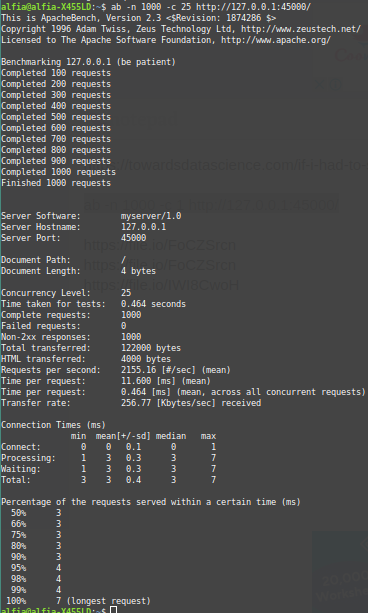 alfia@alfia-X455LD:~$ ab -n 1000 -c 25 http://127.0.0.1:45000/
This is ApacheBench, Version 2.3 <$Revision: 1874286 $>
Copyright 1996 Adam Twiss, Zeus Technology Ltd, http://www.zeustech.net/
Licensed to The Apache Software Foundation, http://www.apache.org/

Benchmarking 127.0.0.1 (be patient)
Completed 100 requests
Completed 200 requests
Completed 300 requests
Completed 400 requests
Completed 500 requests
Completed 600 requests
Completed 700 requests
Completed 800 requests
Completed 900 requests
Completed 1000 requests
Finished 1000 requests

Server Software:        myserver/1.0
Server Hostname:        127.0.0.1
Server Port:            45000

Document Path:          /
Document Length:        4 bytes

Concurrency Level:      25
Time taken for tests:   0.464 seconds
Complete requests:      1000
Failed requests:        0
Non-2xx responses:      1000
Total transferred:      122000 bytes
HTML transferred:       4000 bytes
Requests per second:    2155.16 [#/sec] (mean)
Time per request:       11.600 [ms] (mean)
Time per request:       0.464 [ms] (mean, across all concurrent requests)
Transfer rate:          256.77 [Kbytes/sec] received

Connection Times (ms)
              min  mean[+/-sd] median   max
Connect:        0    0   0.1      0       1
Processing:     1    3   0.3      3       7
Waiting:        1    3   0.3      3       7
Total:          3    3   0.4      3       7

Percentage of the requests served within a certain time (ms)
  50%      3
  66%      3
  75%      3
  80%      3
  90%      3
  95%      4
  98%      4
  99%      4
 100%      7 (longest request)
alfia@alfia-X455LD:~$